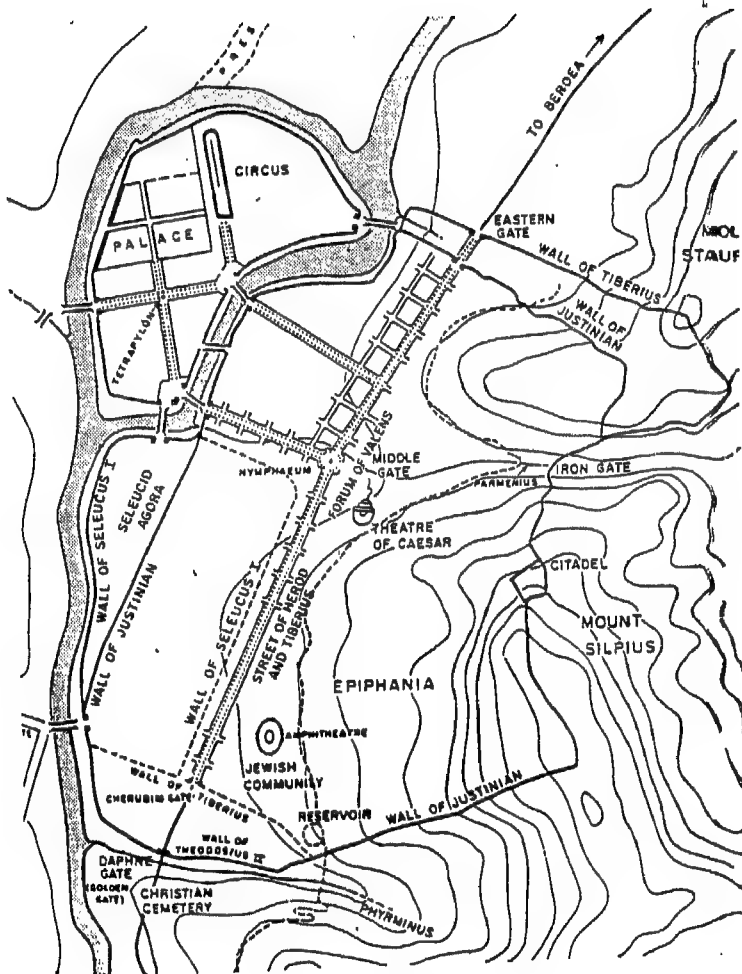 PRES
TO BEROEA
CIRCUS
EASTERN
GATE
PALACE
WALL OF TIBERIUS
WALL OF
JUSTINIAN
TETRAPYLON
FORUM OF VALENS
NYMPHAEUM
MIDDLE
GATE
IRON GATE
PARMENIUS
THEATRE
OF CAESAR
WALL OF SELEUCUS I
SELEUCID
AGORA
WALL OF JUSTINIAN
WALL OF SELEUCUS I
STREET OF HEROD
AND TIBERIUS
CITADEL
MOUNT
SILPIUS
EPIPHANIA
AMPHITHEATRE
JEWISH
COMMUNITY
WALL OF TIBERIUS
CHERUBIM GATE
RESERVOIR
WALL OF JUSTINIAN
WALL OF
THEODOSIUS II
DAPHNE
GATE
(GOLDEN
GATE)
CHRISTIAN
CEMETERY
PHYRMINUS